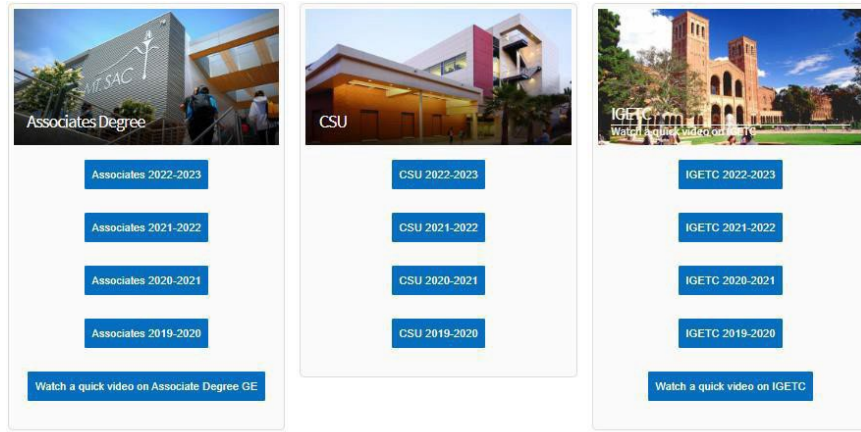 MT. SAC
Associates Degree
Associates 2022-2023
Associates 2021-2022
Associates 2020-2021
Associates 2019-2020
Watch a quick video on Associate Degree GE
CSU
CSU 2022-2023
CSU 2021-2022
CSU 2020-2021
CSU 2019-2020
IGETC
Watch a quick video on IGETC
IGETC 2022-2023
IGETC 2021-2022
IGETC 2020-2021
IGETC 2019-2020
Watch a quick video on IGETC